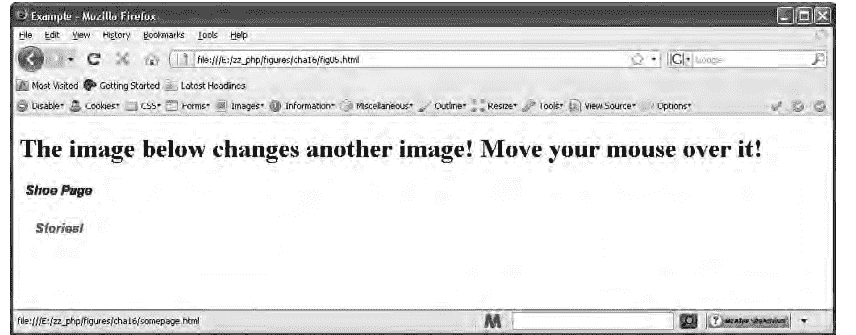 Example - Mozilla Firefox
File Edit View History Bookmarks Tools Help
file:///E:/zz_php/figures/cha16/fig05.html
Google
Most Visited Getting Started Latest Headlines
Disable Cookies CSS Forms Images Information Miscellaneous Outline Resize Tools View Source Options
The image below changes another image! Move your mouse over it!
Shoe Page
Stories!
file:///E:/zz_php/figures/cha16/somepage.html
M